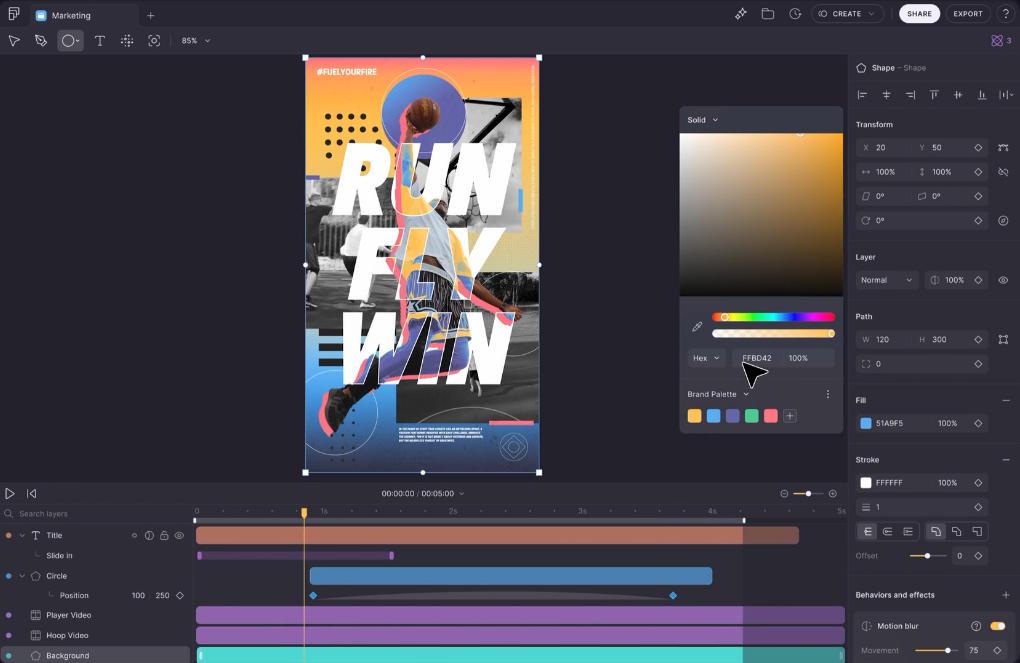 Marketing
CREATE
SHARE
EXPORT
?
T
85%
3
#FUELYOURFIRE
RUN
FLY
WIN
Solid
Hex FFBD42 100%
Brand Palette
Shape – Shape
Transform
X 20 Y 50
100% 100%
0° 0°
0°
Layer
Normal 100%
Path
W 120 H 300
0
Fill
51A9F5 100%
Stroke
FFFFFF 100%
1
Offset 0
Behaviors and effects
Motion blur
Movement 75
00:00:00 / 00:05:00
Search layers
0 1s 2s 3s 4s 5s
Title
Slide in
Circle
Position 100 250
Player Video
Hoop Video
Background